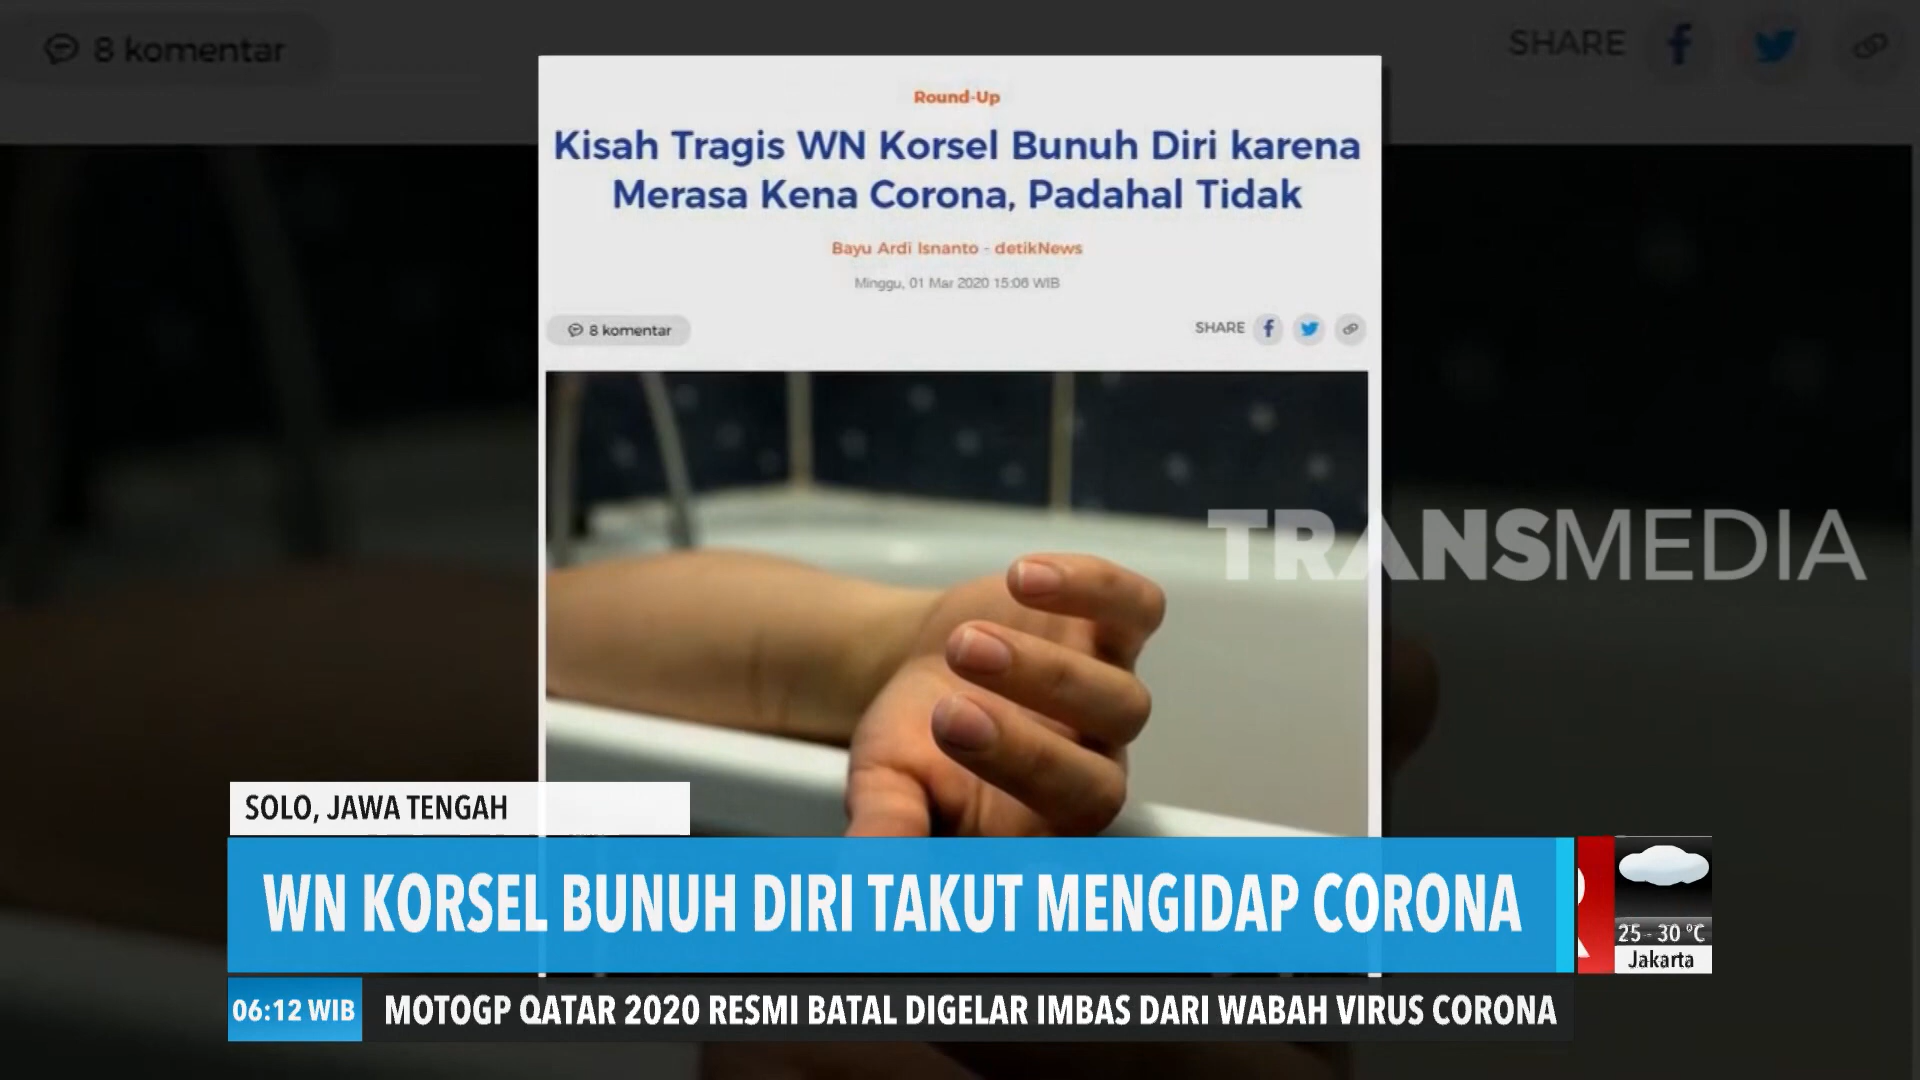 8 komentar
SHARE
Round-Up
Kisah Tragis WN Korsel Bunuh Diri karena
Merasa Kena Corona, Padahal Tidak
Bayu Ardi Isnanto - detikNews
Minggu, 01 Mar 2020 15:06 WIB
8 komentar
SHARE
TRANSMEDIA
SOLO, JAWA TENGAH
WN KORSEL BUNUH DIRI TAKUT MENGIDAP CORONA
25 - 30 °C
Jakarta
06:12 WIB
MOTOGP QATAR 2020 RESMI BATAL DIGELAR IMBAS DARI WABAH VIRUS CORONA